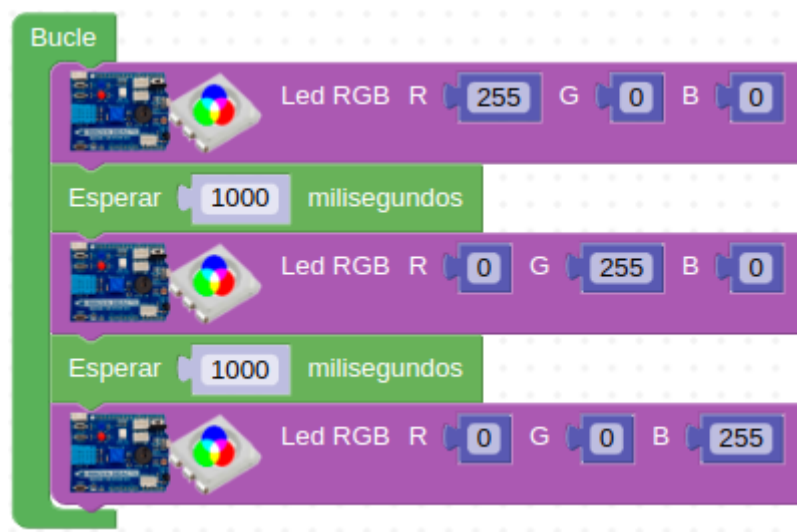 Bucle
Led RGB R 255 G 0 B 0
Esperar 1000 milisegundos
Led RGB R 0 G 255 B 0
Esperar 1000 milisegundos
Led RGB R 0 G 0 B 255